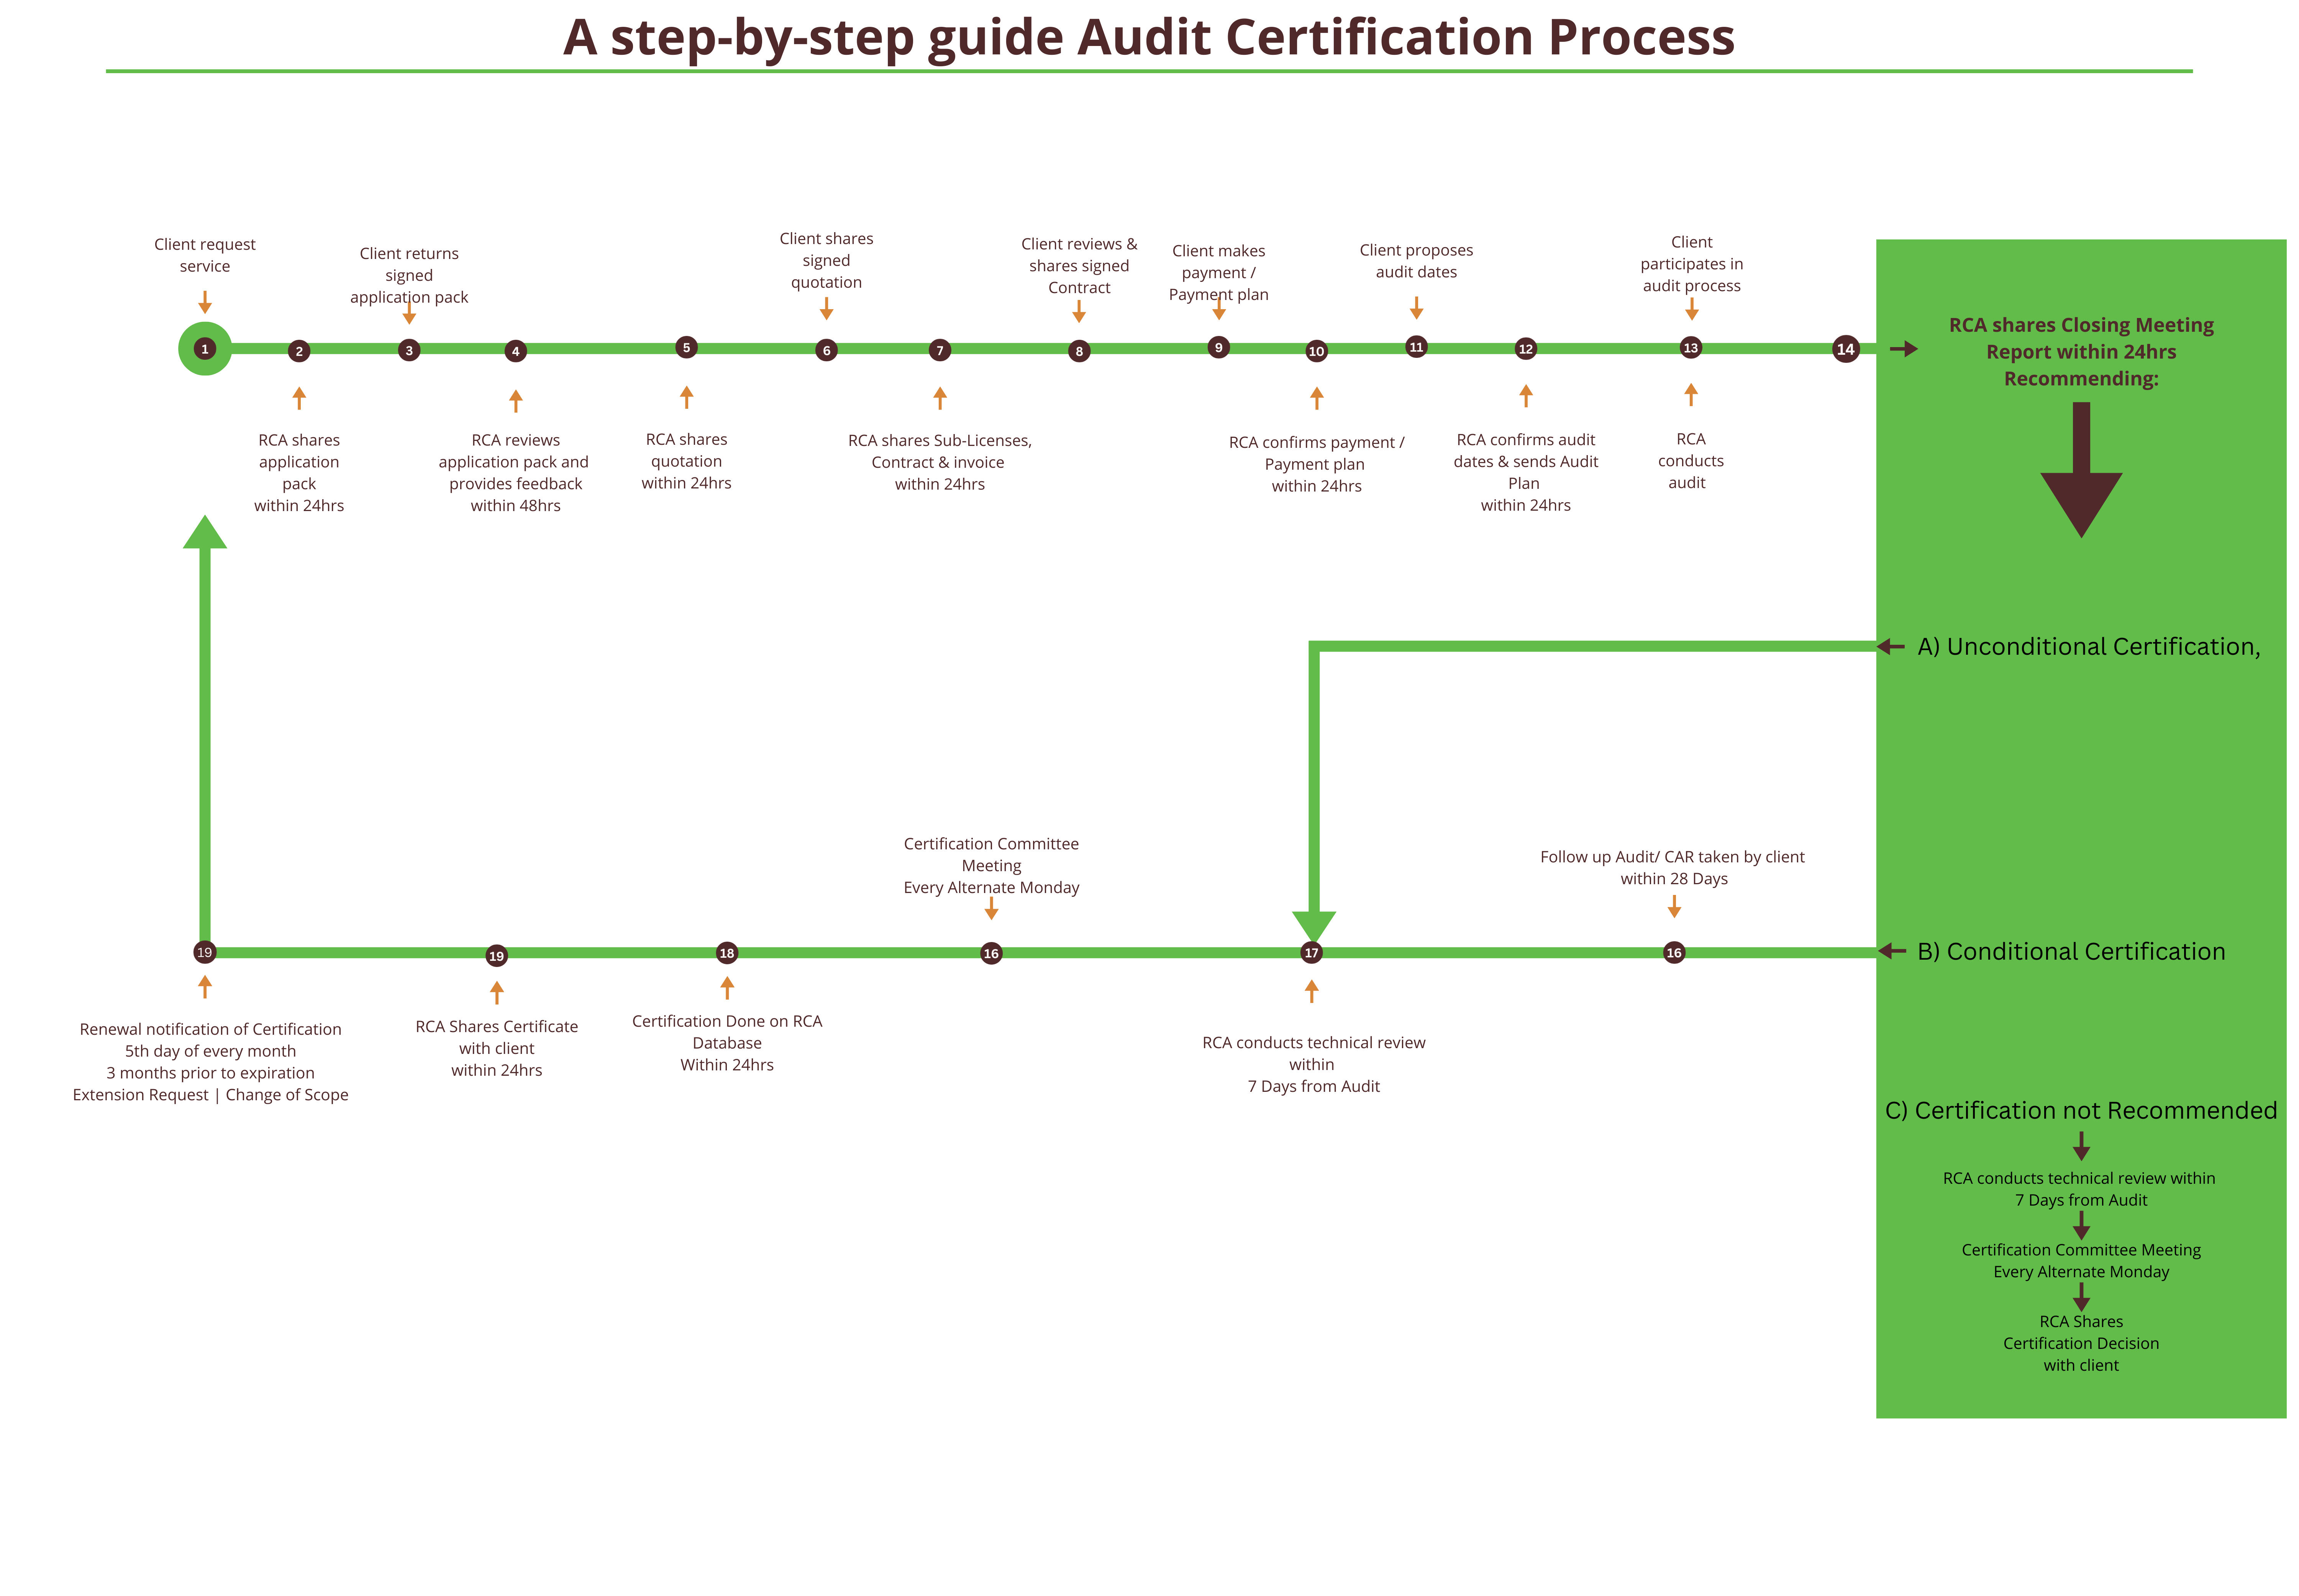 A step-by-step guide Audit Certification Process
Client request
service
Client returns
signed
application pack
Client shares
signed
quotation
Client reviews &
shares signed
Contract
Client makes
payment /
Payment plan
Client proposes
audit dates
Client
participates in
audit process
1
2
3
4
5
6
7
8
9
10
11
12
13
14
RCA shares
application
pack
within 24hrs
RCA reviews
application pack and
provides feedback
within 48hrs
RCA shares
quotation
within 24hrs
RCA shares Sub-Licenses,
Contract & invoice
within 24hrs
RCA confirms payment /
Payment plan
within 24hrs
RCA confirms audit
dates & sends Audit
Plan
within 24hrs
RCA
conducts
audit
RCA shares Closing Meeting
Report within 24hrs
Recommending:
A) Unconditional Certification,
B) Conditional Certification
C) Certification not Recommended
RCA conducts technical review within
7 Days from Audit
Certification Committee Meeting
Every Alternate Monday
RCA Shares
Certification Decision
with client
Certification Committee
Meeting
Every Alternate Monday
Follow up Audit/ CAR taken by client
within 28 Days
19
19
18
16
17
16
Renewal notification of Certification
5th day of every month
3 months prior to expiration
Extension Request | Change of Scope
RCA Shares Certificate
with client
within 24hrs
Certification Done on RCA
Database
Within 24hrs
RCA conducts technical review
within
7 Days from Audit